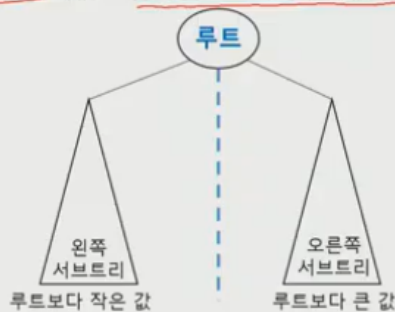 루트
왼쪽
서브트리
루트보다 작은 값
오른쪽
서브트리
루트보다 큰 값